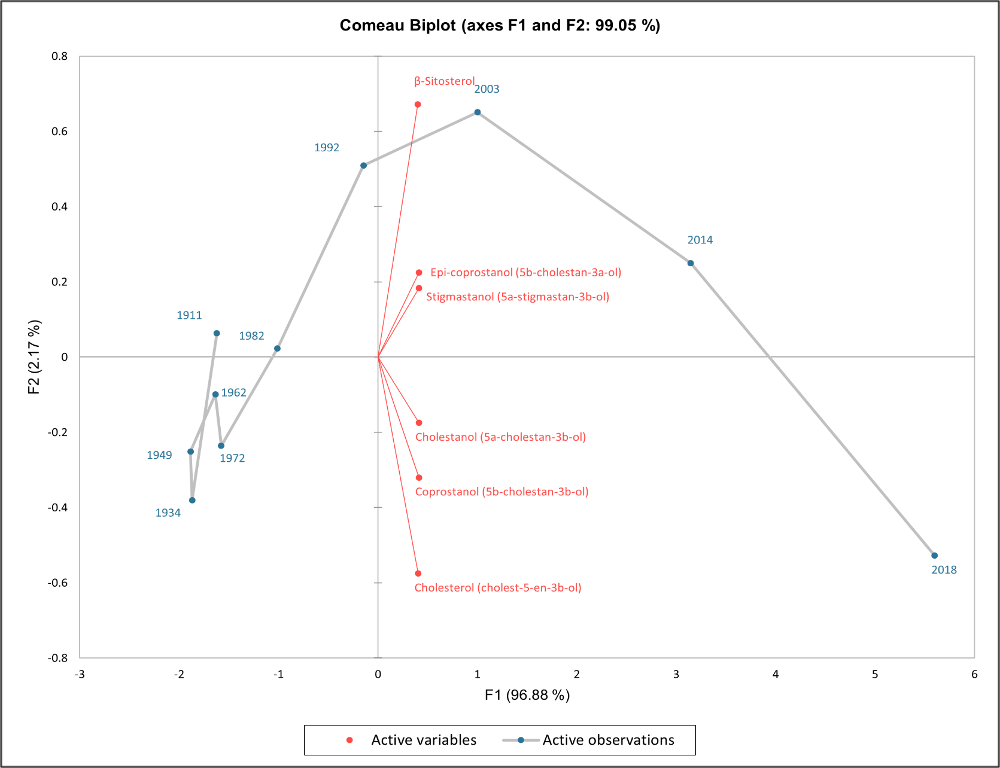 Comeau Biplot (axes F1 and F2: 99.05 %)
0.8
β-Sitosterol
2003
0.6
1992
0.4
2014
Epi-coprostanol (5b-cholestan-3a-ol)
0.2
Stigmastanol (5a-stigmastan-3b-ol)
1911
1982
F2 (2.17 %)
0
1962
-0.2
Cholestanol (5a-cholestan-3b-ol)
1949
1972
Coprostanol (5b-cholestan-3b-ol)
-0.4
1934
2018
-0.6
Cholesterol (cholest-5-en-3b-ol)
-0.8
-3 -2 -1 0 1 2 3 4 5 6
F1 (96.88 %)
Active variables Active observations